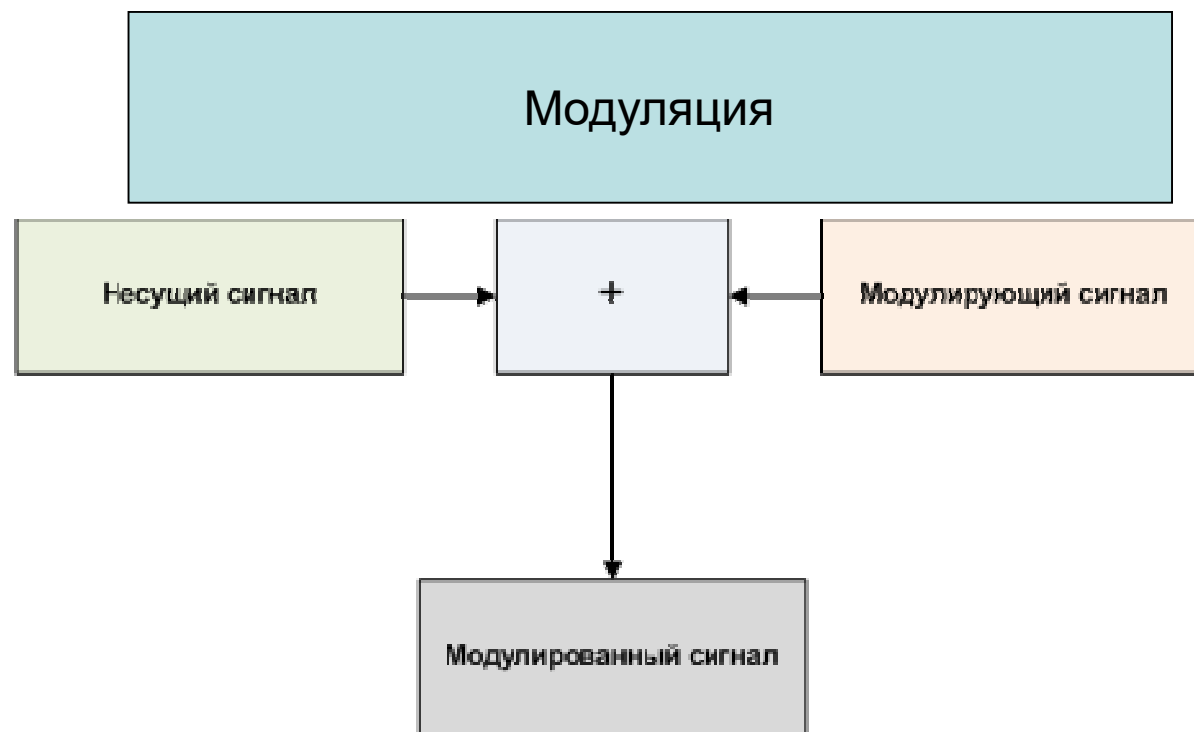 Модуляция
Несущий сигнал
+
Модулирующий сигнал
Модулированный сигнал